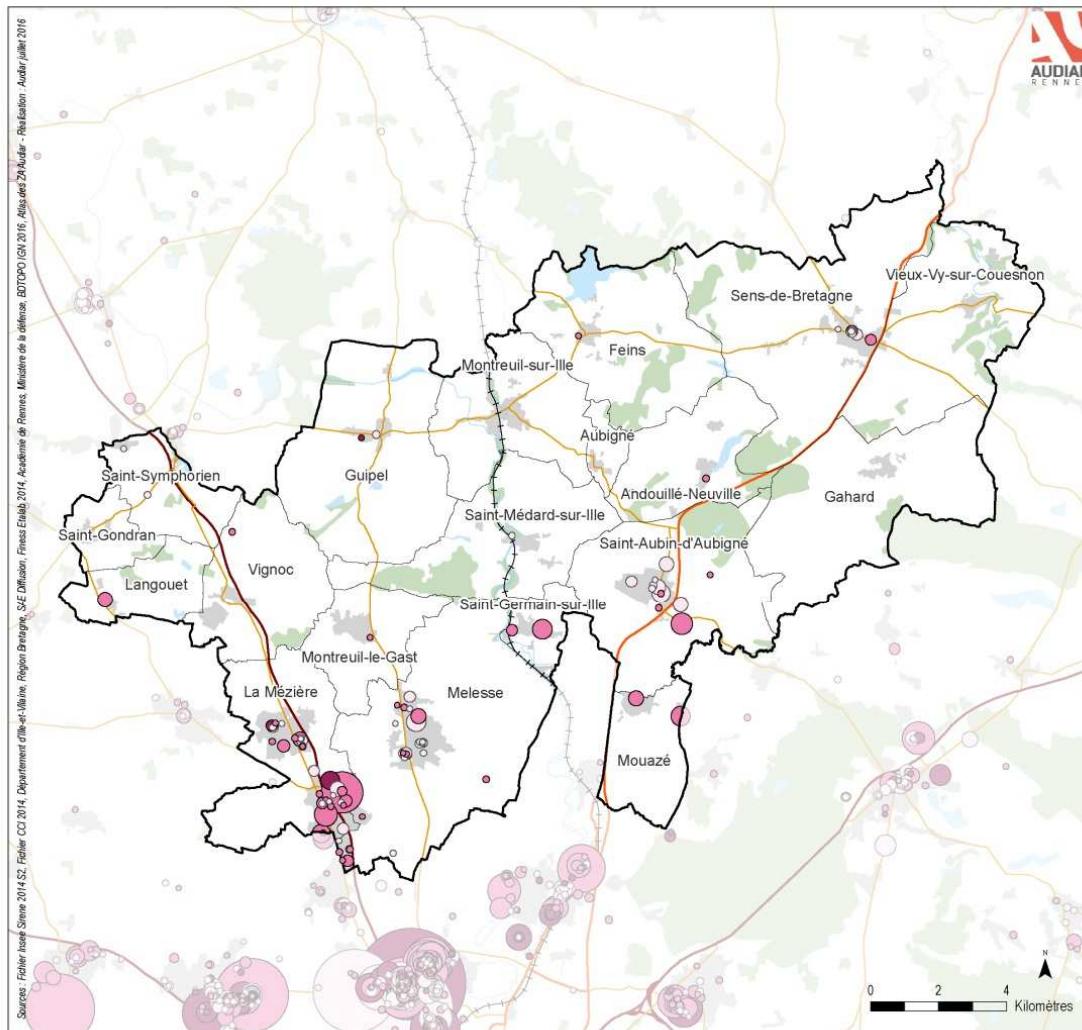 Sources : Fichier Insee Sirene 2014 S2, Fichier CCI 2014, Département d'Ille-et-Vilaine, Région Bretagne, SAE Diffusion, Finess Etalab 2014, Académie de Rennes, Ministère de la défense, BDTOPO IGN 2016, Atlas des ZA Audiar - Réalisation : Audiar juillet 2016
AUDIAR
RENNE
Vieux-Vy-sur-Couesnon
Sens-de-Bretagne
Feins
Montreuil-sur-Ille
Aubigné
Guipel
Saint-Symphorien
Andouillé-Neuville
Gahard
Saint-Médard-sur-Ille
Saint-Gondran
Saint-Aubin-d'Aubigné
Vignoc
Langouet
Saint-Germain-sur-Ille
Montreuil-le-Gast
La Mézière
Melesse
Mouazé
N
0 2 4
Kilomètres